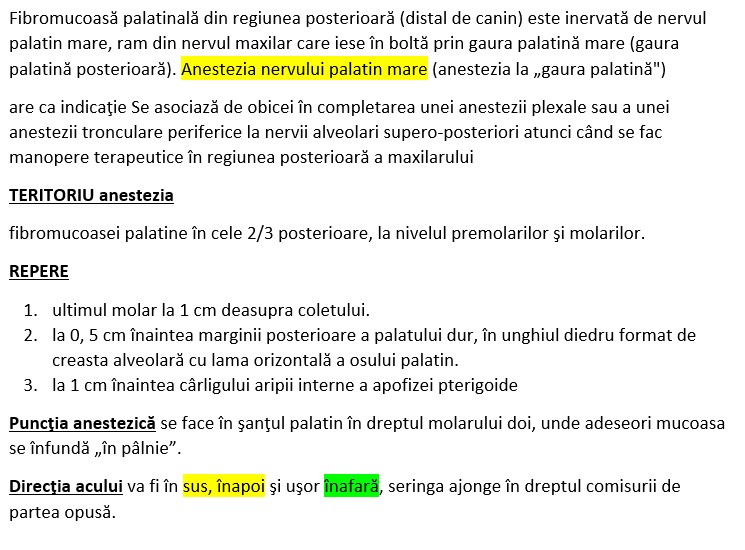 Fibromucoasă palatinală din regiunea posterioară (distal de canin) este inervată de nervul
palatin mare, ram din nervul maxilar care iese în boltă prin gaura palatină mare (gaura
palatină posterioară). Anestezia nervului palatin mare (anestezia la „gaura palatină")
are ca indicaţie Se asociază de obicei în completarea unei anestezii plexale sau a unei
anestezii tronculare periferice la nervii alveolari supero-posteriori atunci când se fac
manopere terapeutice în regiunea posterioară a maxilarului
TERITORIU anestezia
fibromucoasei palatine în cele 2/3 posterioare, la nivelul premolarilor şi molarilor.
REPERE
1. ultimul molar la 1 cm deasupra coletului.
2. la 0, 5 cm înaintea marginii posterioare a palatului dur, în unghiul diedru format de
creasta alveolară cu lama orizontală a osului palatin.
3. la 1 cm înaintea cârligului aripii interne a apofizei pterigoide
Puncţia anestezică se face în şanţul palatin în dreptul molarului doi, unde adeseori mucoasa
se înfundă „în pâlnie”.
Direcţia acului va fi în sus, înapoi şi uşor înafară, seringa ajonge în dreptul comisurii de
partea opusă.